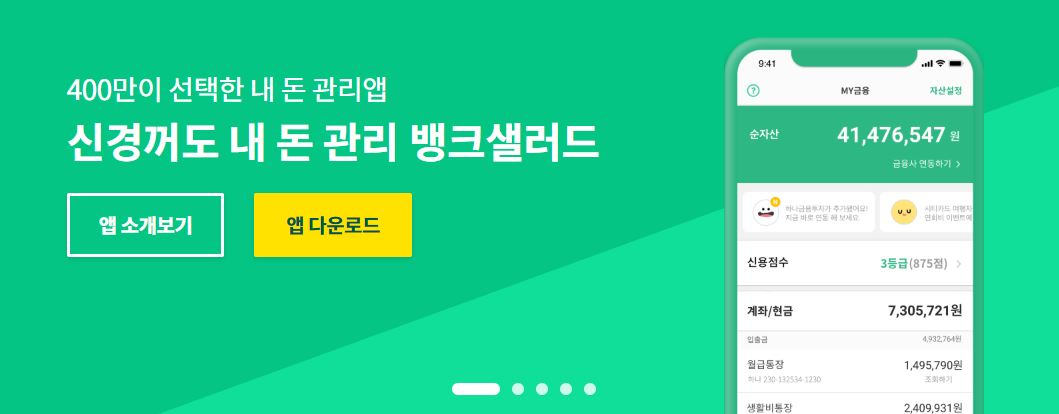 400만이 선택한 내 돈 관리앱
신경꺼도 내 돈 관리 뱅크샐러드
앱 소개보기
앱 다운로드
9:41
?
MY금융
자산설정
순자산
41,476,547 원
금융사 연동하기 >
N
하나금융투자가 추가됐어요!
지금 바로 연동 해 보세요.
씨티카드 여행자
연회비 이벤트에
신용점수
3등급(875점) >
계좌/현금
7,305,721원
입출금
4,932,764원
월급통장
1,495,790원
하나 230-132534-1230
조회하기
생활비통장
2,409,931원